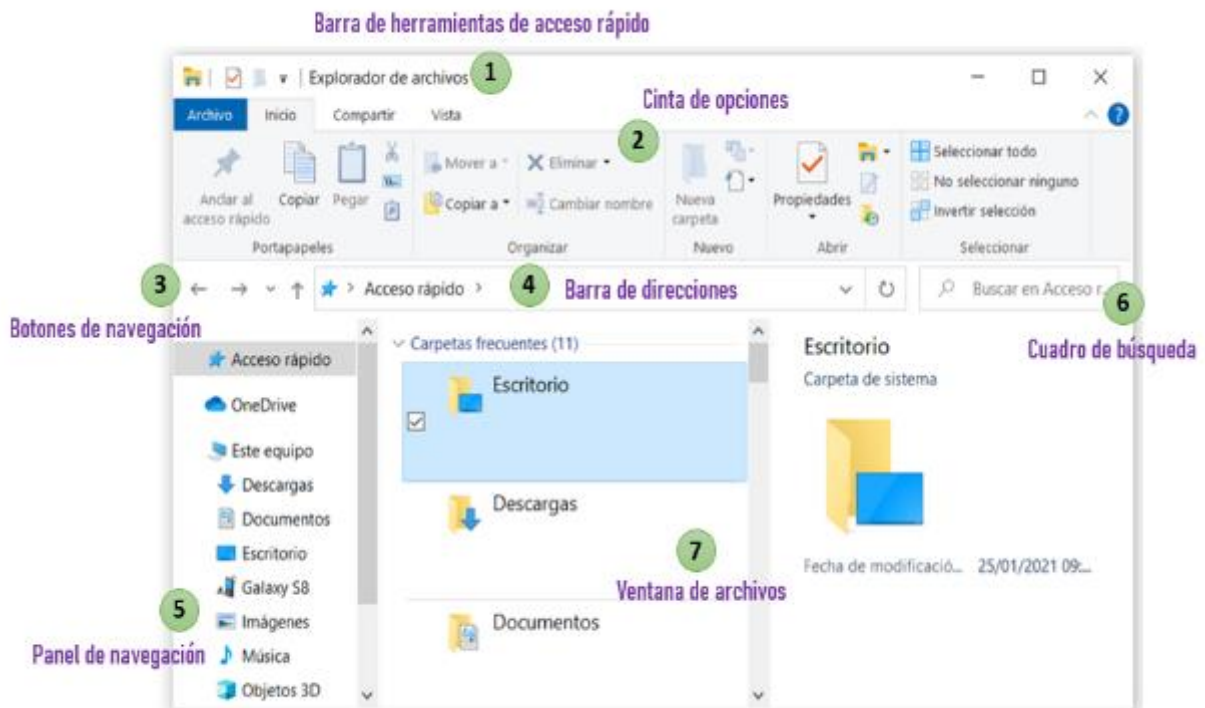 Barra de herramientas de acceso rápido
Explorador de archivos
1
Cinta de opciones
Archivo Inicio Compartir Vista
2
Andar al acceso rápido
Copiar
Pegar
Mover a
Copiar a
Eliminar
Cambiar nombre
Nueva carpeta
Propiedades
Seleccionar todo
No seleccionar ninguno
Invertir selección
Portapapeles Organizar Nuevo Abrir Seleccionar
3
Botones de navegación
Acceso rápido
4
Barra de direcciones
Buscar en Acceso r...
6
Cuadro de búsqueda
Acceso rápido
OneDrive
Este equipo
Descargas
Documentos
Escritorio
Galaxy S8
Imágenes
Música
Objetos 3D
5
Panel de navegación
Carpetas frecuentes (11)
Escritorio
Descargas
Documentos
7
Ventana de archivos
Escritorio
Carpeta de sistema
Fecha de modificació... 25/01/2021 09:...